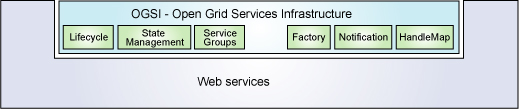 OGSI - Open Grid Services Infrastructure
Lifecycle
State
Management
Service
Groups
Factory
Notification
HandleMap
Web services